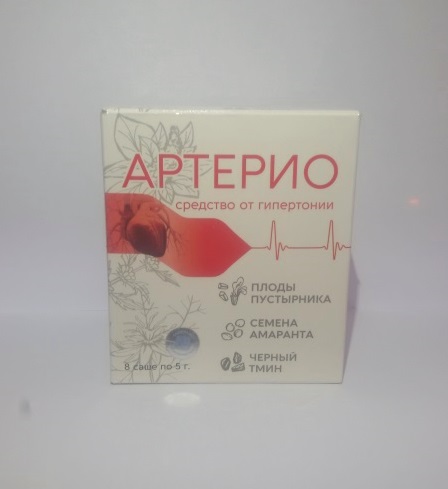 АРТЕРИО
средство от гипертонии
ПЛОДЫ
ПУСТЫРНИКА
СЕМЕНА
АМАРАНТА
ЧЕРНЫЙ
ТМИН
8 саше по 5 г.